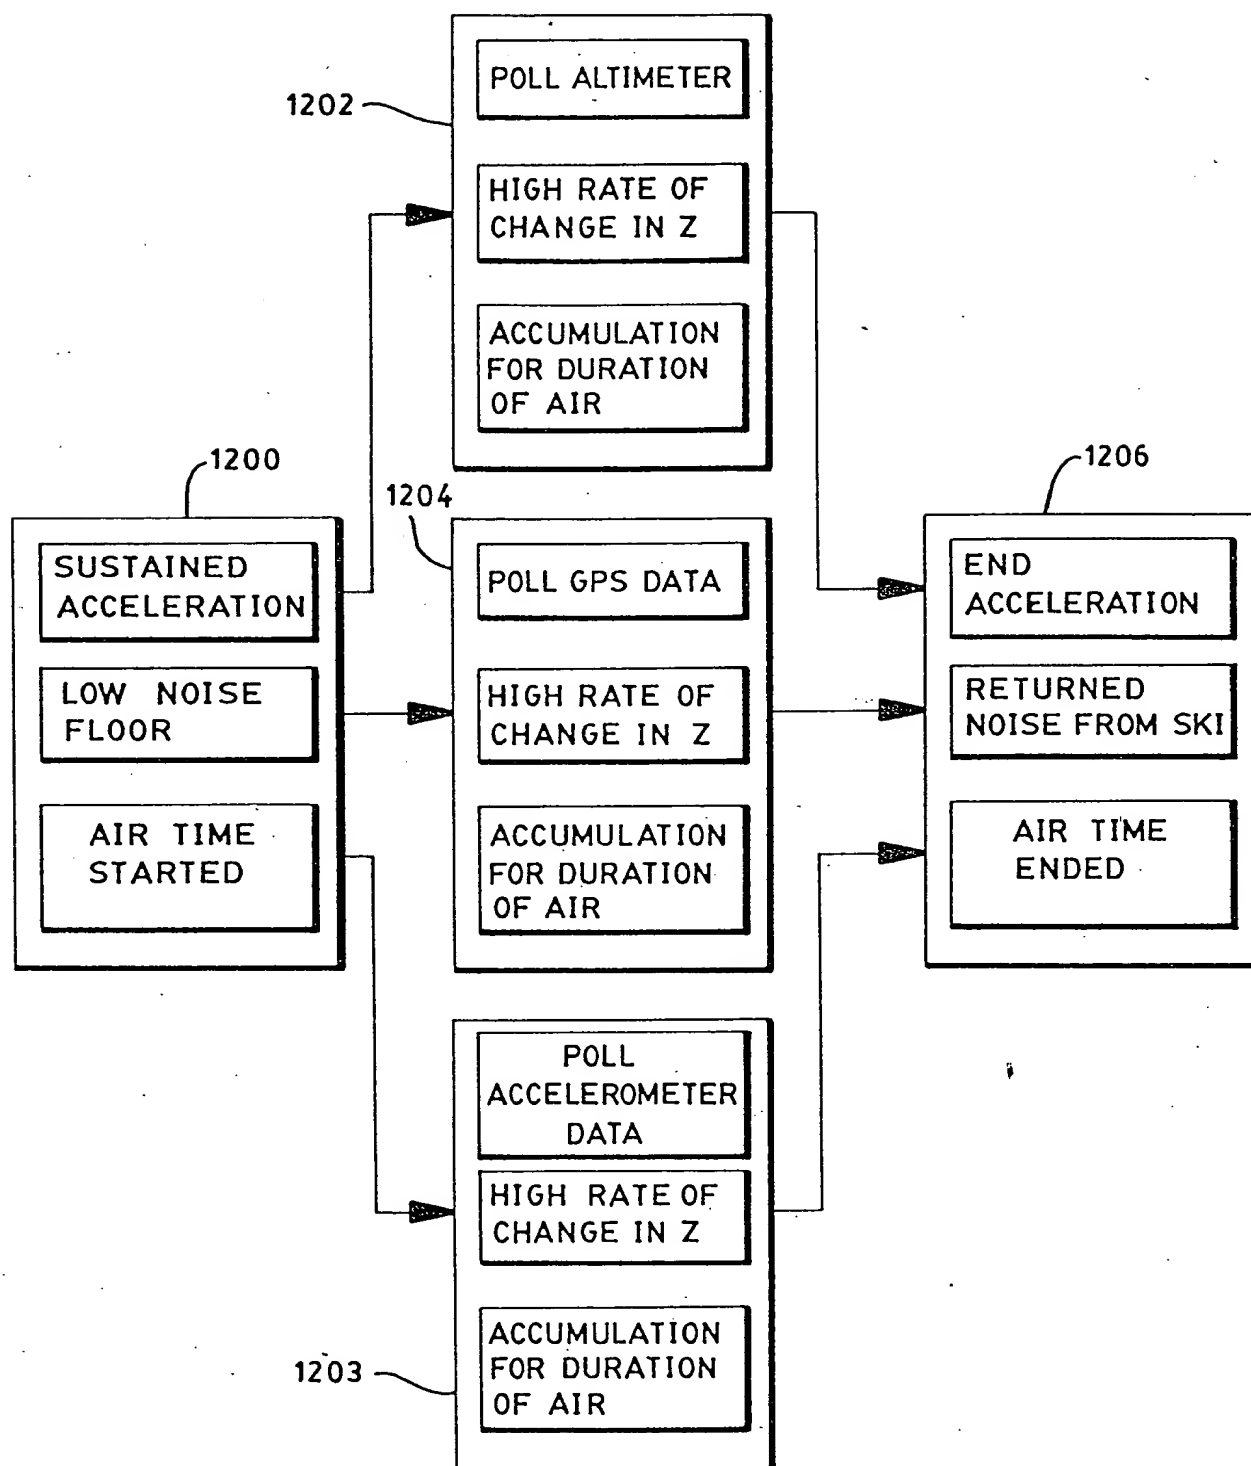 1202
POLL ALTIMETER
HIGH RATE OF
CHANGE IN Z
ACCUMULATION
FOR DURATION
OF AIR
1200
SUSTAINED
ACCELERATION
LOW NOISE
FLOOR
AIR TIME
STARTED
1204
POLL GPS DATA
HIGH RATE OF
CHANGE IN Z
ACCUMULATION
FOR DURATION
OF AIR
1203
POLL
ACCELEROMETER
DATA
HIGH RATE OF
CHANGE IN Z
ACCUMULATION
FOR DURATION
OF AIR
1206
END
ACCELERATION
RETURNED
NOISE FROM SKI
AIR TIME
ENDED